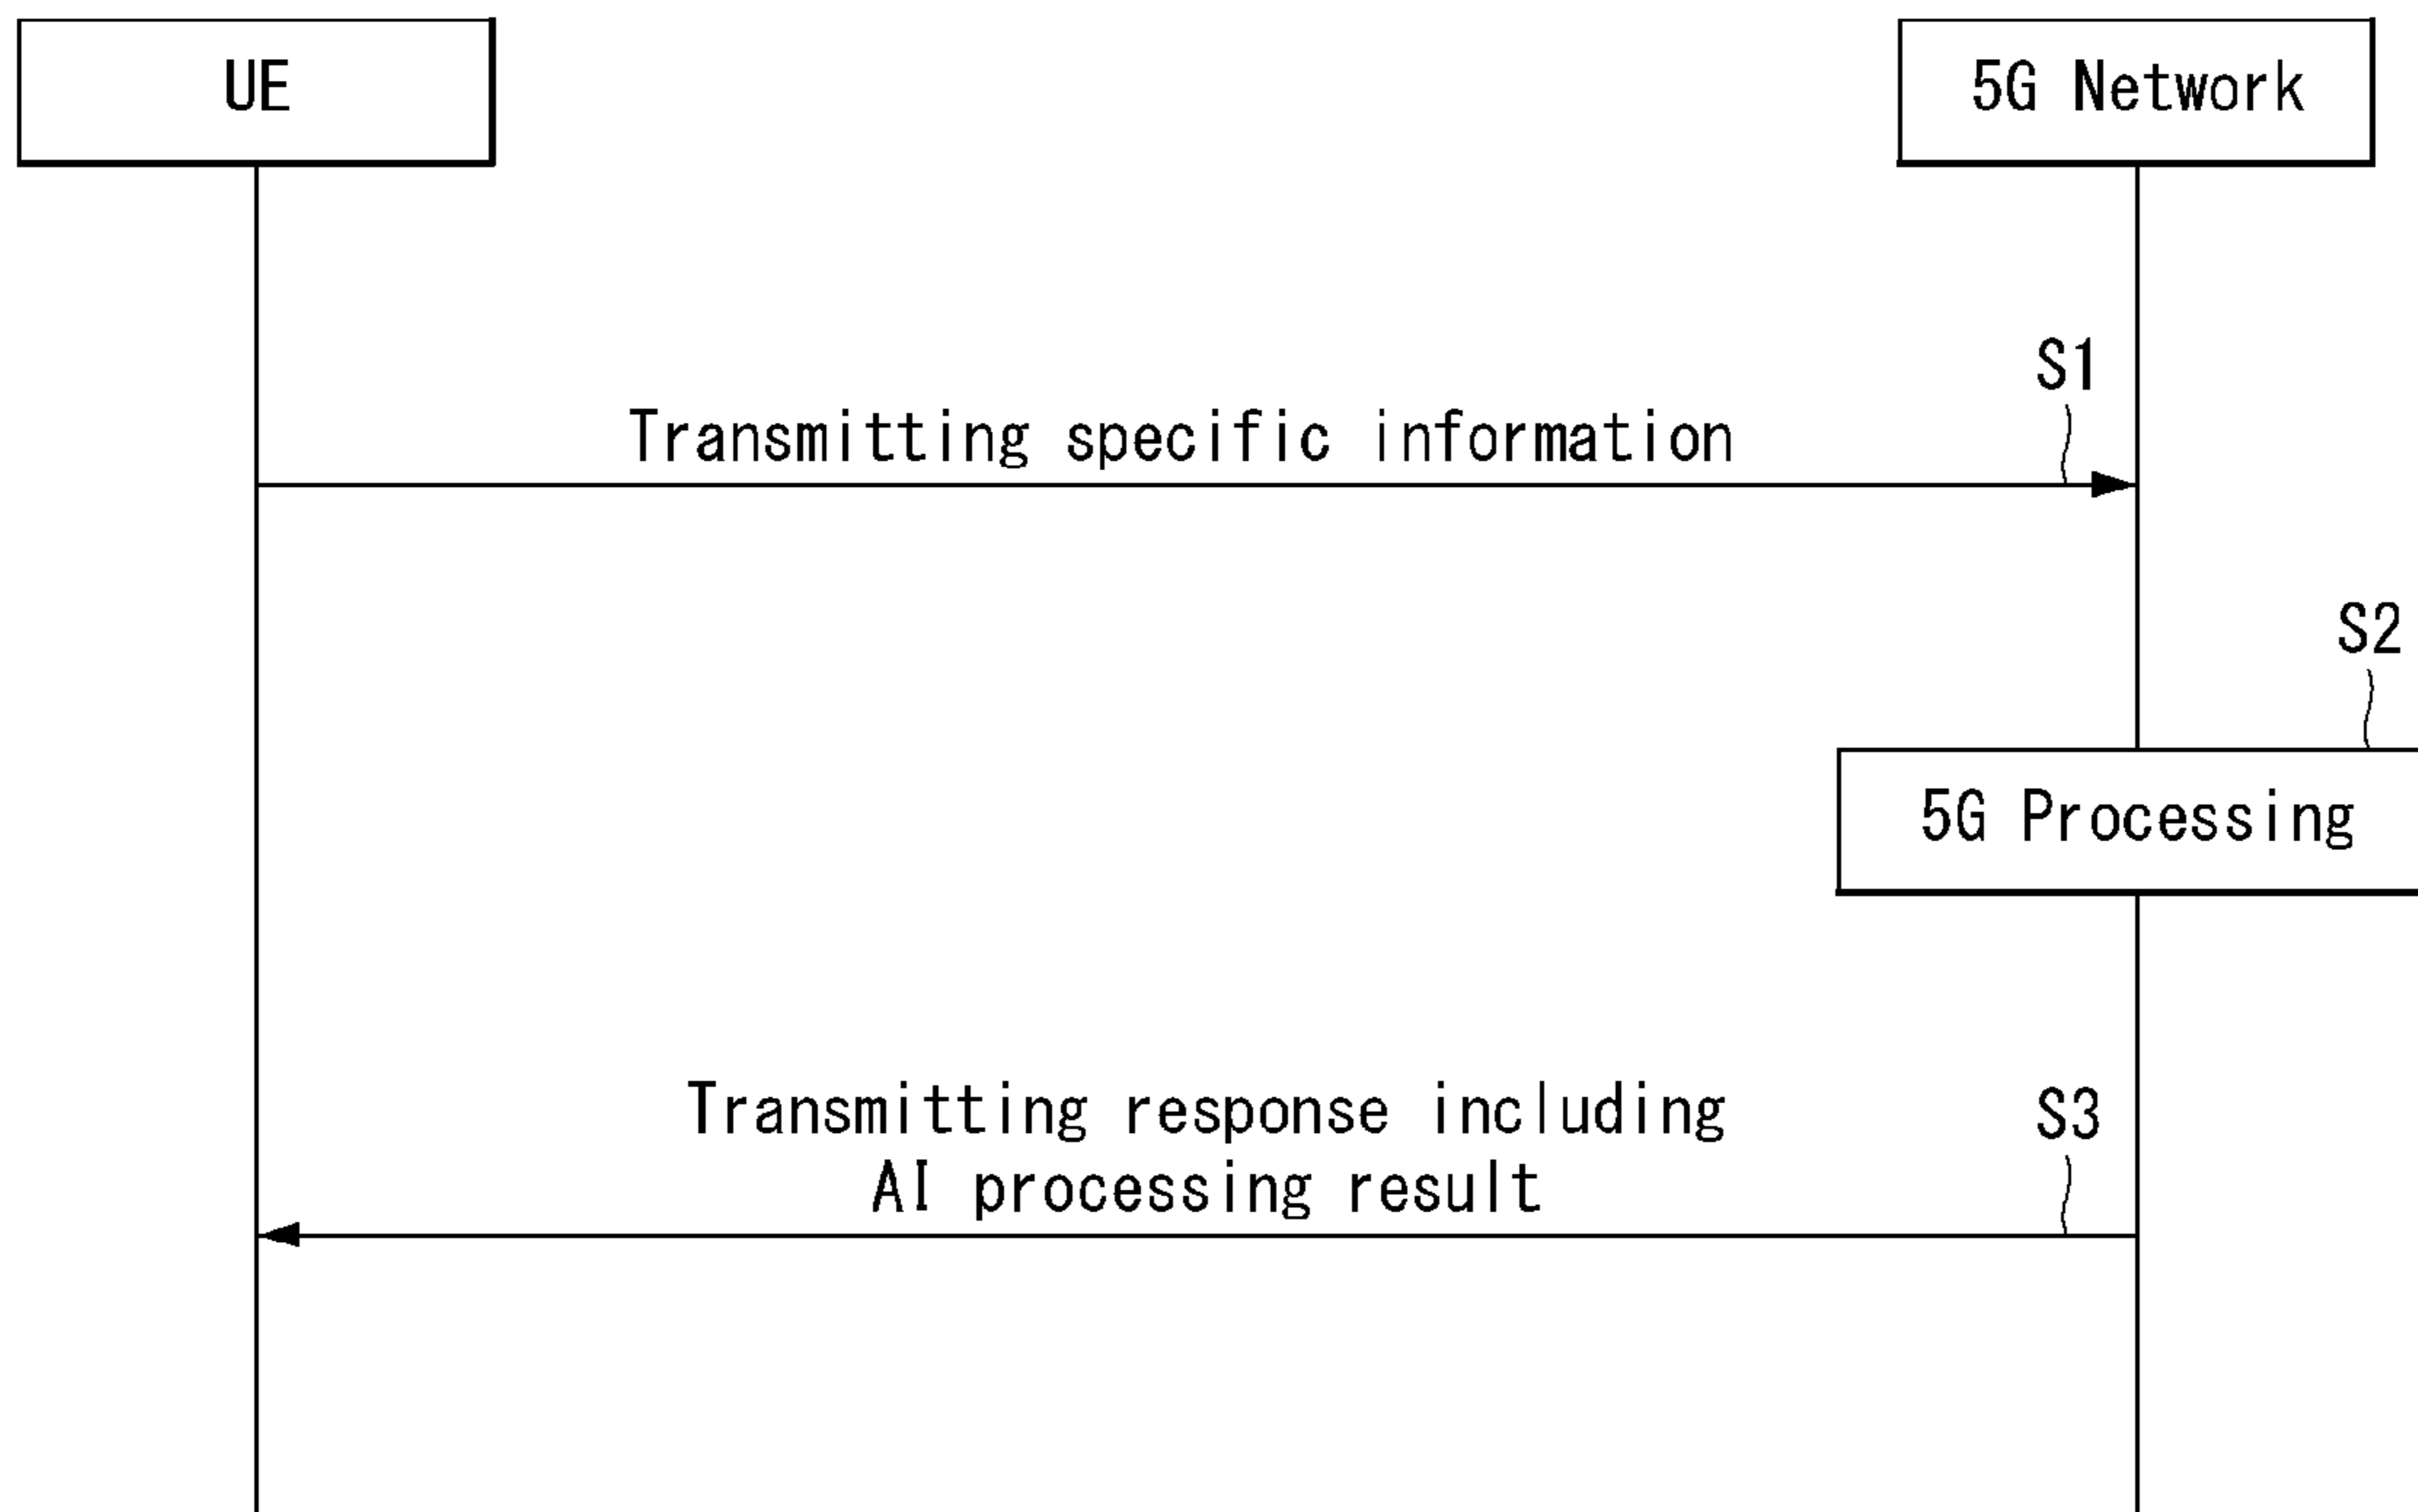 UE
5G Network
S1
Transmitting specific information
S2
5G Processing
Transmitting response including
S3
AI processing result